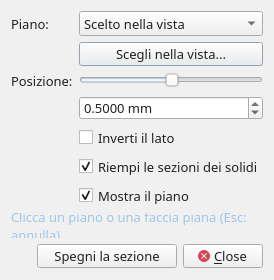 Piano: Scelto nella vista
Scegli nella vista...
Posizione:
0.5000 mm
Inverti il lato
Riempi le sezioni dei solidi
Mostra il piano
Clicca un piano o una faccia piana (Esc:
annulla)
Spegni la sezione Close